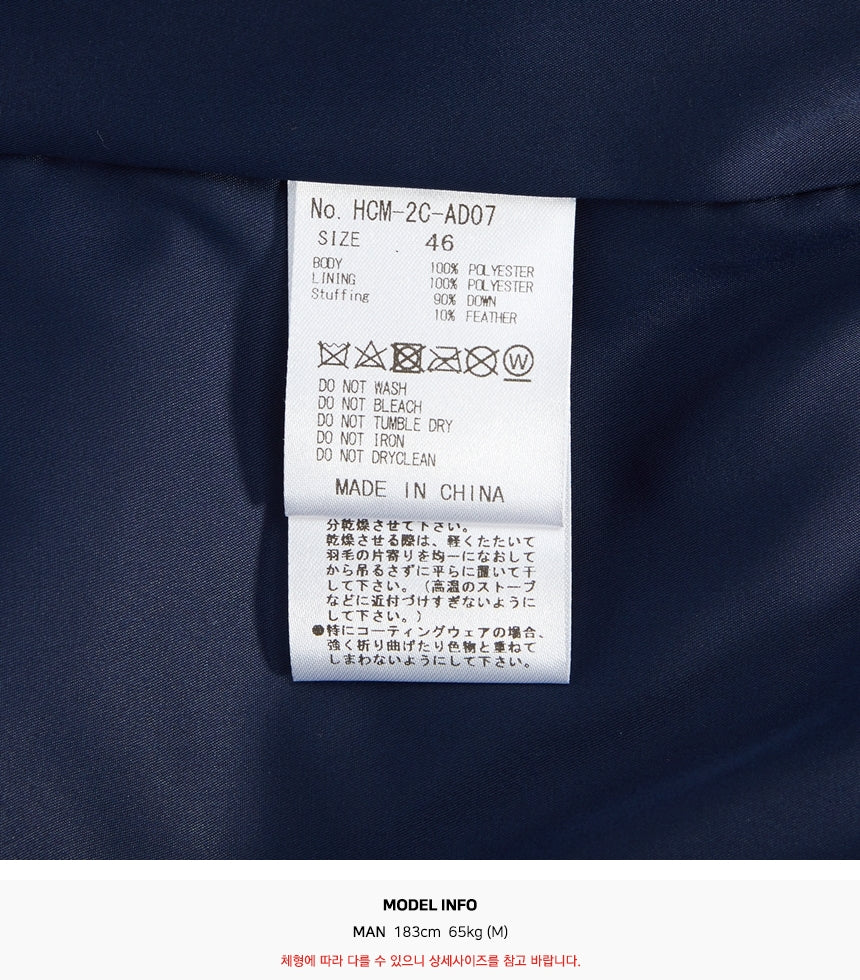 No. HCM-2C-AD07
SIZE 46
BODY 100% POLYESTER
LINING 100% POLYESTER
Stuffing 90% DOWN
10% FEATHER
W
DO NOT WASH
DO NOT BLEACH
DO NOT TUMBLE DRY
DO NOT IRON
DO NOT DRYCLEAN
MADE IN CHINA
分乾燥させて下さい。
乾燥させる際は、軽くたたいて
羽毛の片寄りを均一になおして
から吊るさずに平らに置いて干
して下さい。（高温のストーブ
などに近付づけすぎないように
して下さい。）
●特にコーティングウェアの場合、
強く折り曲げたり色物と重ねて
しまわないようにして下さい。
MODEL INFO
MAN 183cm 65kg (M)
체형에 따라 다를 수 있으니 상세사이즈를 참고 바랍니다.